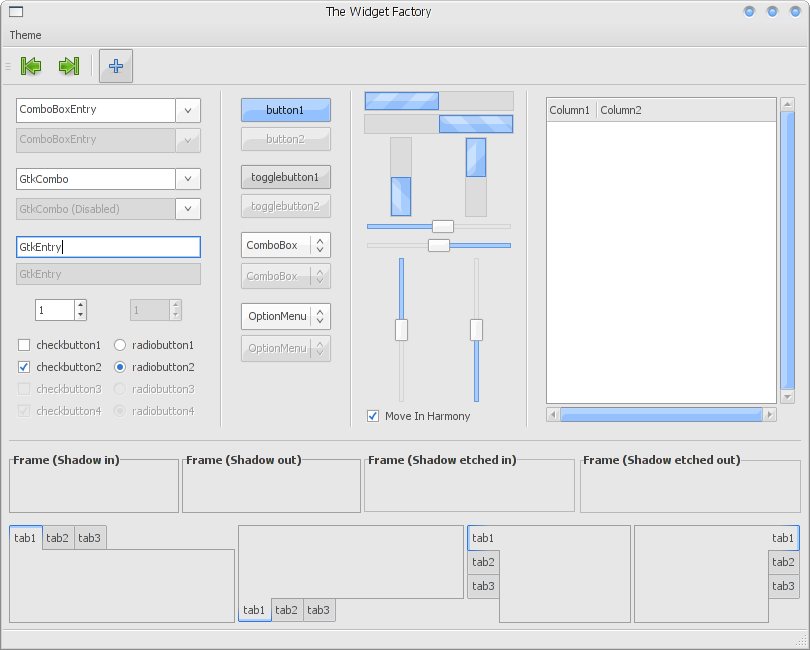 The Widget Factory
Theme
ComboBoxEntry
ComboBoxEntry
GtkCombo
GtkCombo (Disabled)
GtkEntry
GtkEntry
1 1
checkbutton1 radiobutton1
checkbutton2 radiobutton2
checkbutton3 radiobutton3
checkbutton4 radiobutton4
button1
button2
togglebutton1
togglebutton2
ComboBox
ComboBox
OptionMenu
OptionMenu
Move In Harmony
Column1 Column2
Frame (Shadow in) Frame (Shadow out) Frame (Shadow etched in) Frame (Shadow etched out)
tab1 tab2 tab3
tab1 tab2 tab3
tab1
tab2
tab3
tab1
tab2
tab3